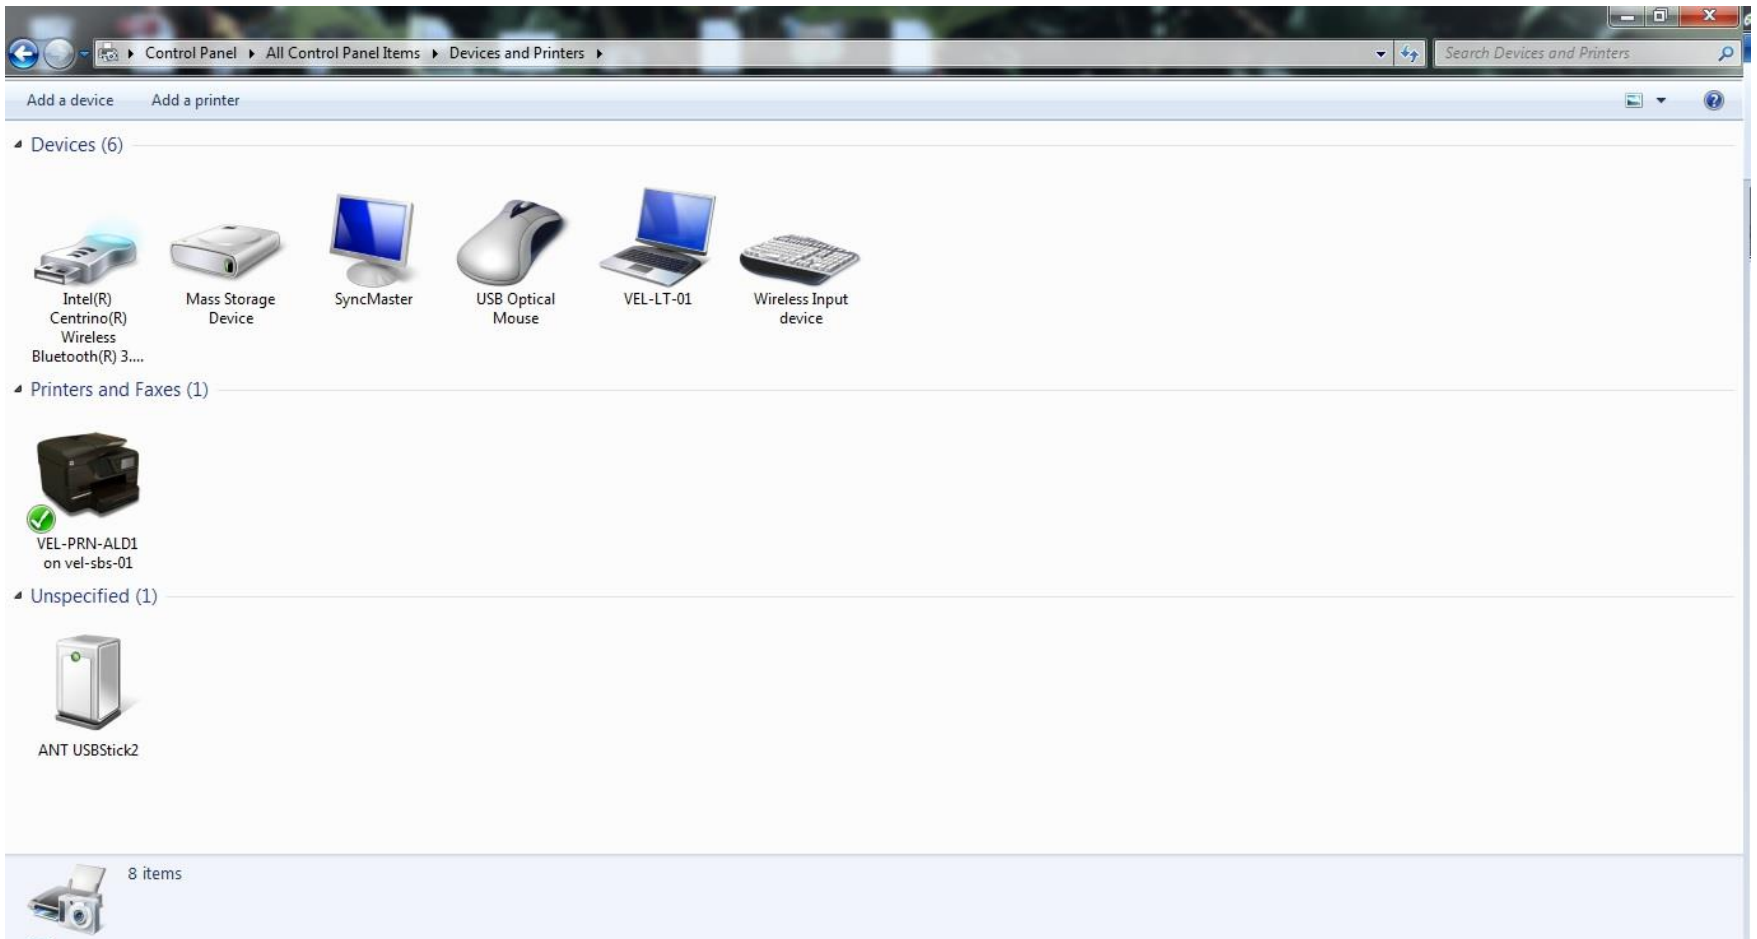 Control Panel All Control Panel Items Devices and Printers
Search Devices and Printers
Add a device Add a printer
Devices (6)
Intel(R)
Centrino(R)
Wireless
Bluetooth(R) 3....
Mass Storage
Device
SyncMaster
USB Optical
Mouse
VEL-LT-01
Wireless Input
device
Printers and Faxes (1)
VEL-PRN-ALD1
on vel-sbs-01
Unspecified (1)
ANT USBStick2
8 items